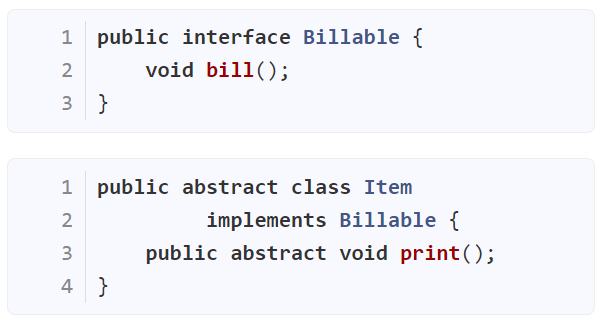 1 public interface Billable {
2     void bill();
3 }
1 public abstract class Item
2         implements Billable {
3     public abstract void print();
4 }